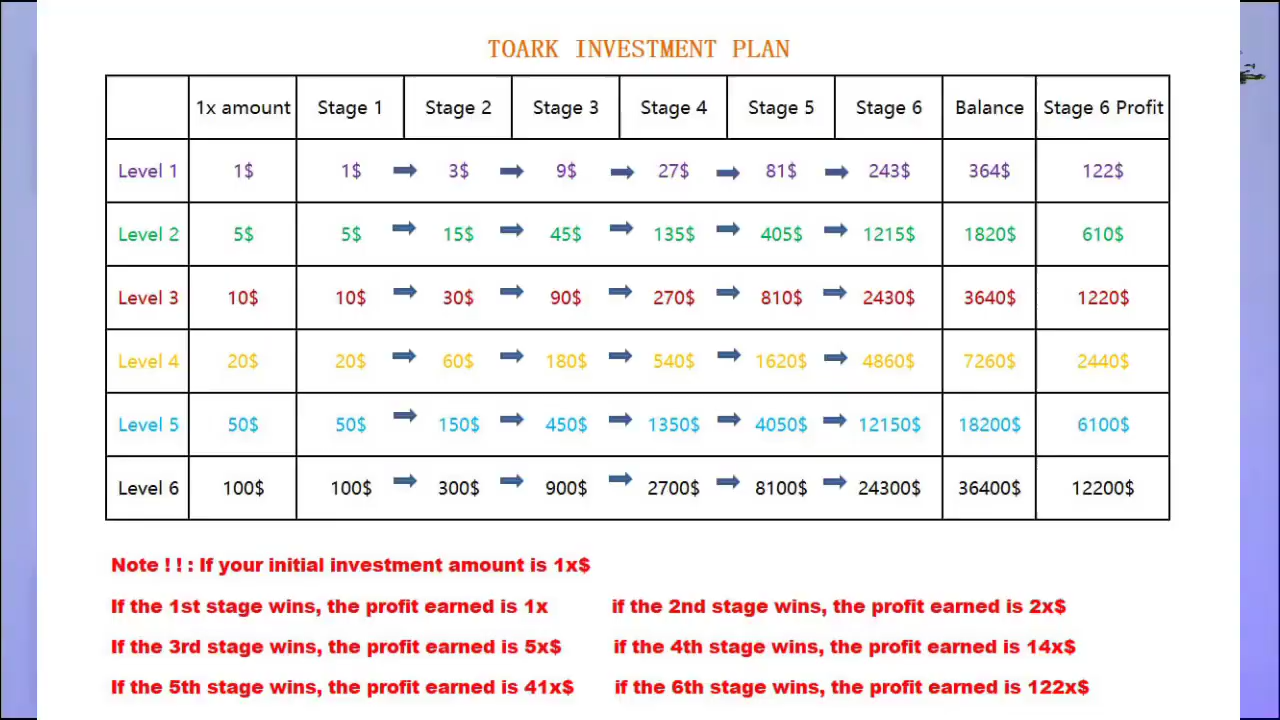 TOARK INVESTMENT PLAN
1x amount Stage 1 Stage 2 Stage 3 Stage 4 Stage 5 Stage 6 Balance Stage 6 Profit
Level 1 1$ 1$ 3$ 9$ 27$ 81$ 243$ 364$ 122$
Level 2 5$ 5$ 15$ 45$ 135$ 405$ 1215$ 1820$ 610$
Level 3 10$ 10$ 30$ 90$ 270$ 810$ 2430$ 3640$ 1220$
Level 4 20$ 20$ 60$ 180$ 540$ 1620$ 4860$ 7260$ 2440$
Level 5 50$ 50$ 150$ 450$ 1350$ 4050$ 12150$ 18200$ 6100$
Level 6 100$ 100$ 300$ 900$ 2700$ 8100$ 24300$ 36400$ 12200$
Note ! ! : If your initial investment amount is 1x$
If the 1st stage wins, the profit earned is 1x if the 2nd stage wins, the profit earned is 2x$
If the 3rd stage wins, the profit earned is 5x$ if the 4th stage wins, the profit earned is 14x$
If the 5th stage wins, the profit earned is 41x$ if the 6th stage wins, the profit earned is 122x$